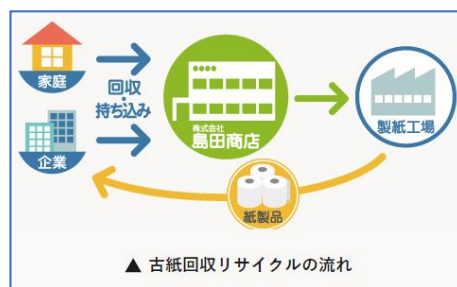 家庭
回収
・
持ち込み
企業
株式会社
島田商店
製紙工場
紙製品
▲ 古紙回収リサイクルの流れ